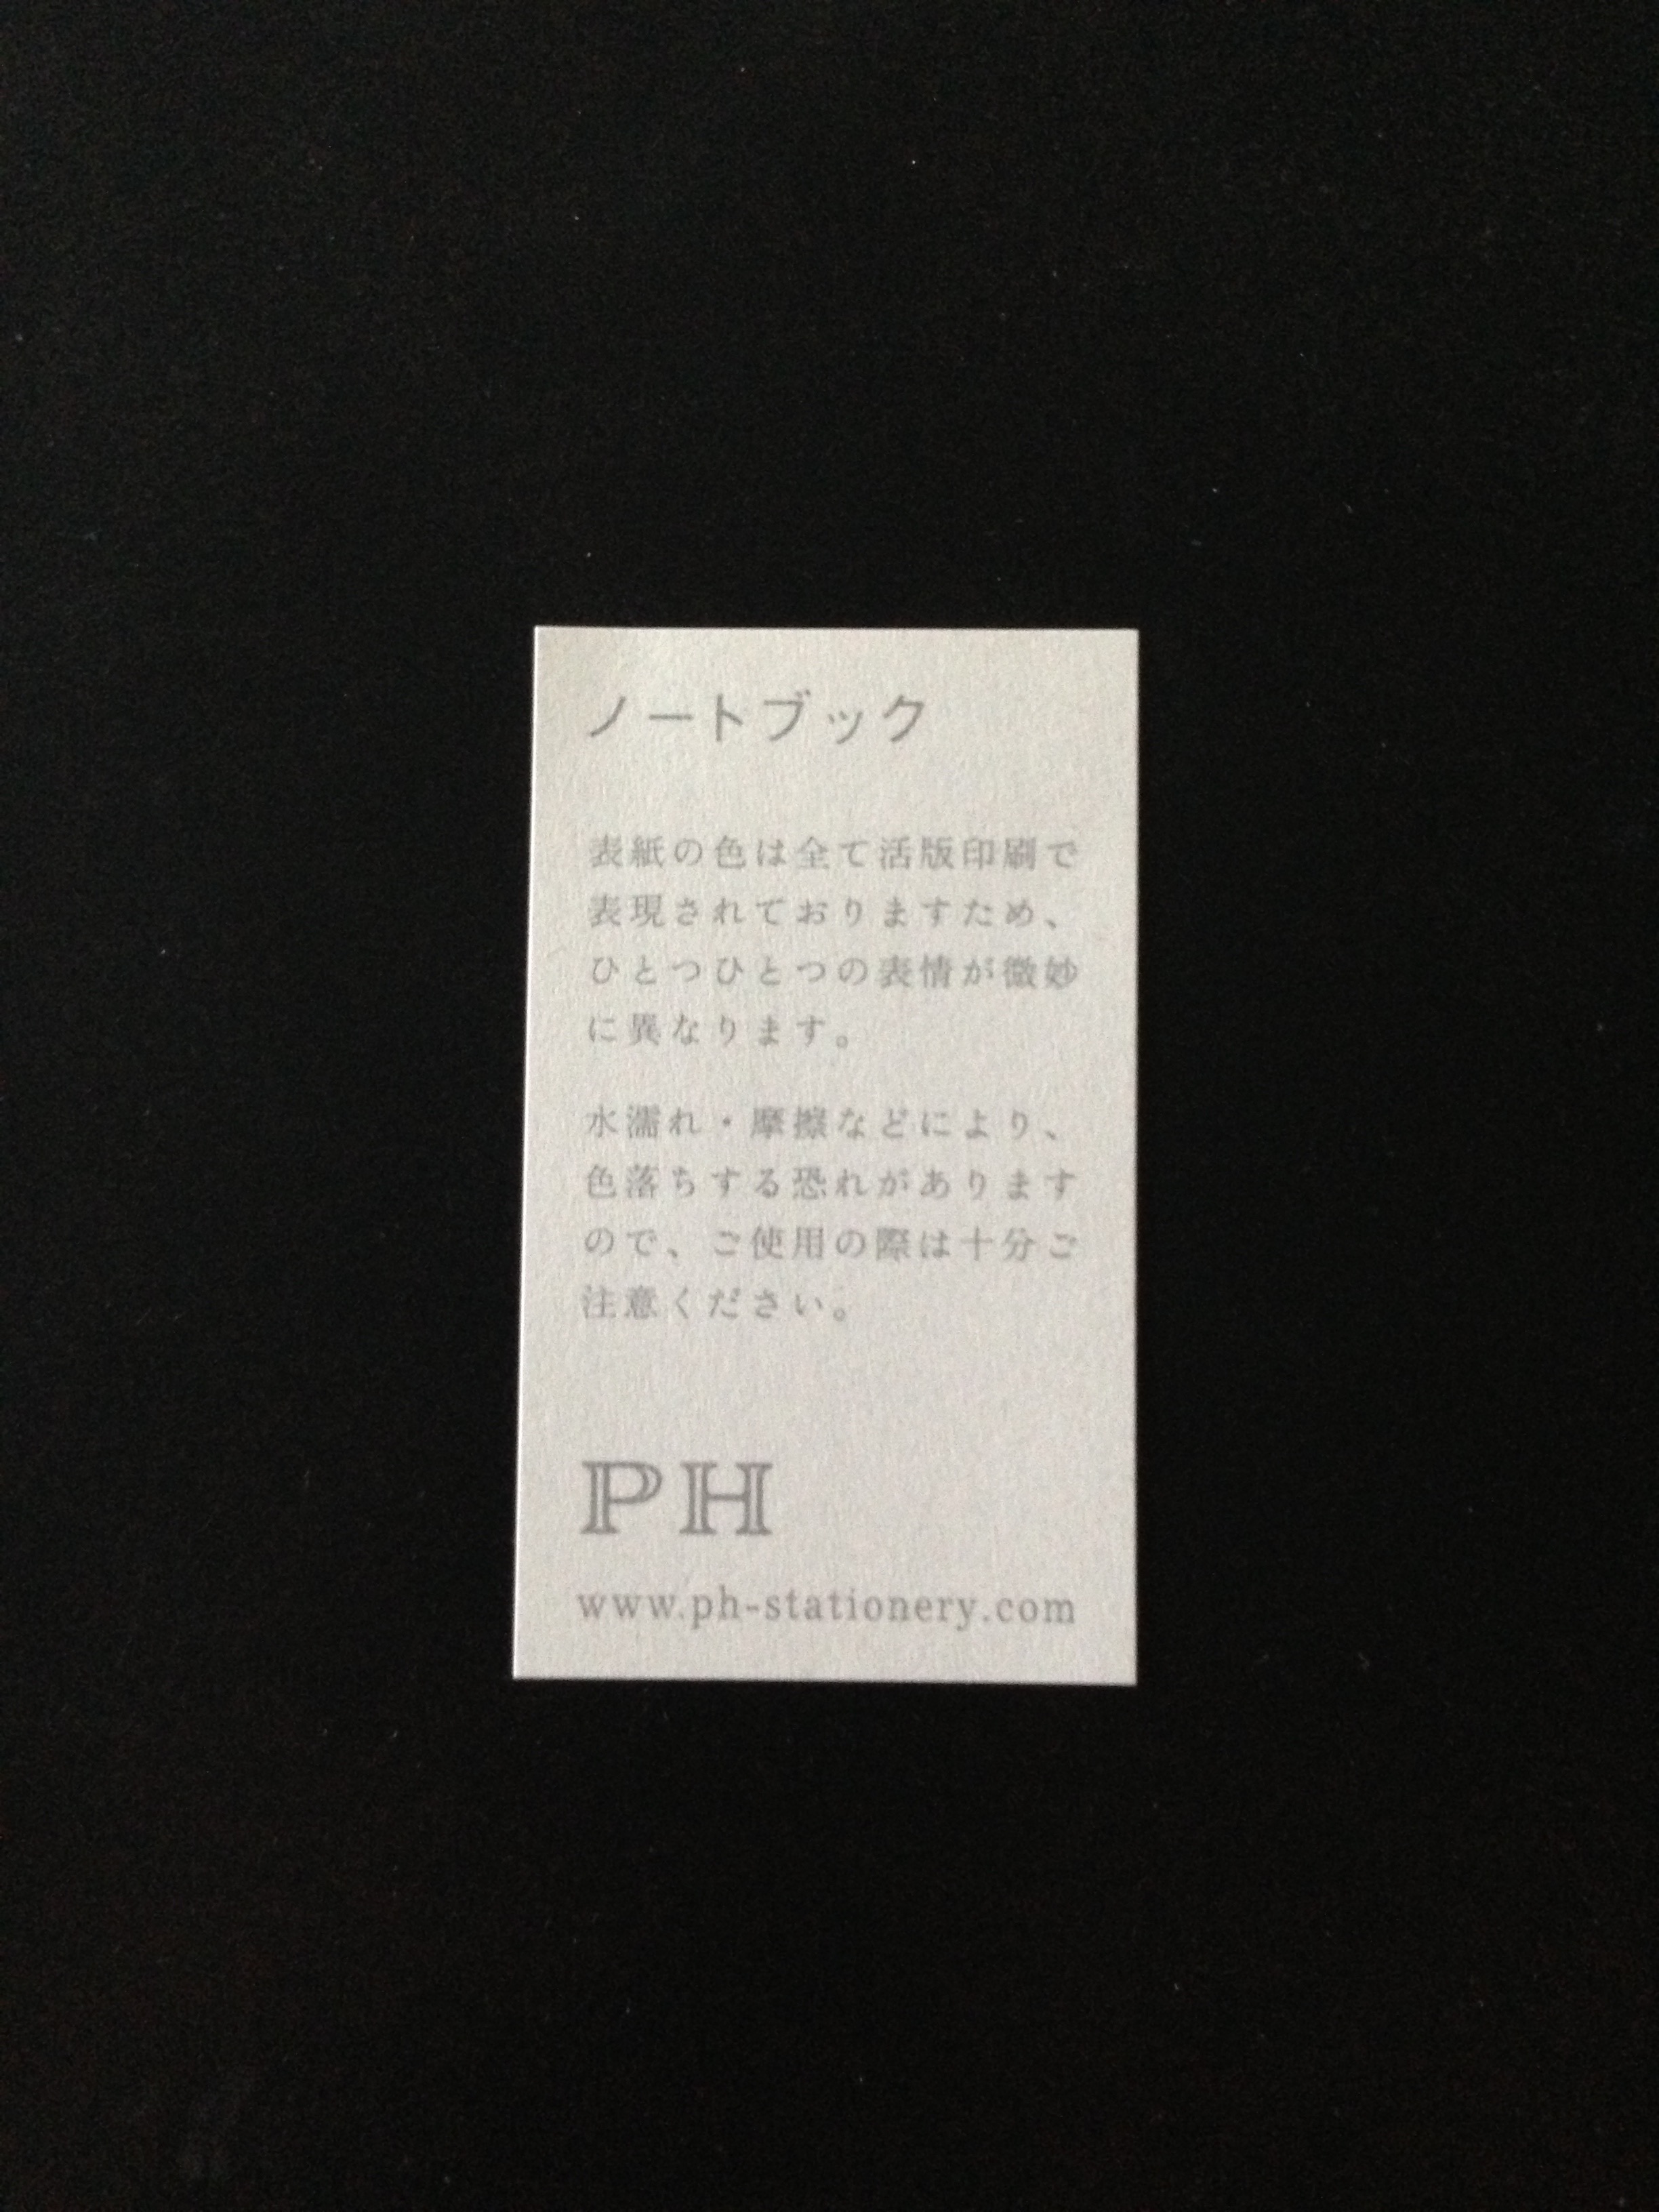 ノートブック
表紙の色は全て活版印刷で
表現されておりますため、
ひとつひとつの表情が微妙
に異なります。
水濡れ・摩擦などにより、
色落ちする恐れがあります
ので、ご使用の際は十分ご
注意ください。
PH
www.ph-stationery.com